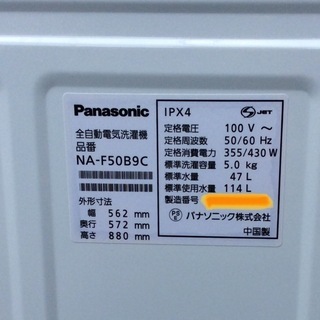 Panasonic
全自動電気洗濯機
品番
NA-F50B9C
外形寸法
幅 562 mm
奥行 572 mm
高さ 880 mm
IPX4
JET
定格電圧 100 V ～
定格周波数 50/60 Hz
定格消費電力 355/430 W
標準洗濯容量 5.0 kg
標準水量 47 L
標準使用水量 114 L
製造番号
PS E パナソニック株式会社
中国製